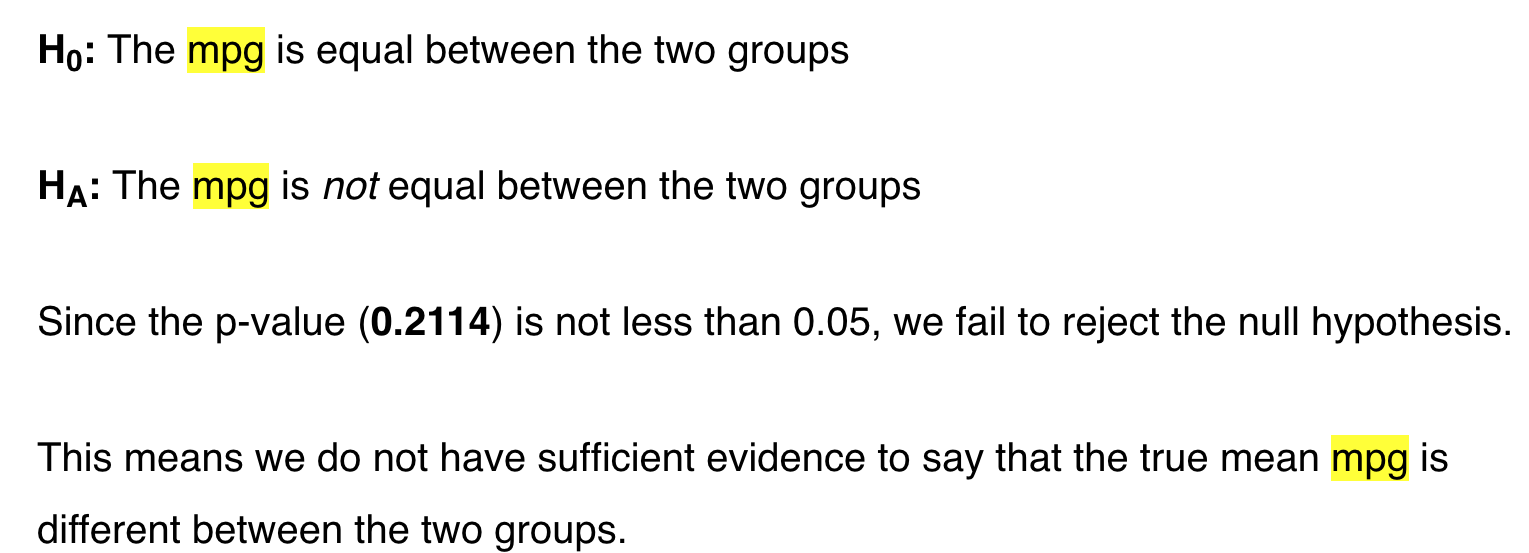 H0: The mpg is equal between the two groups
HA: The mpg is not equal between the two groups
Since the p-value (0.2114) is not less than 0.05, we fail to reject the null hypothesis.
This means we do not have sufficient evidence to say that the true mean mpg is
different between the two groups.